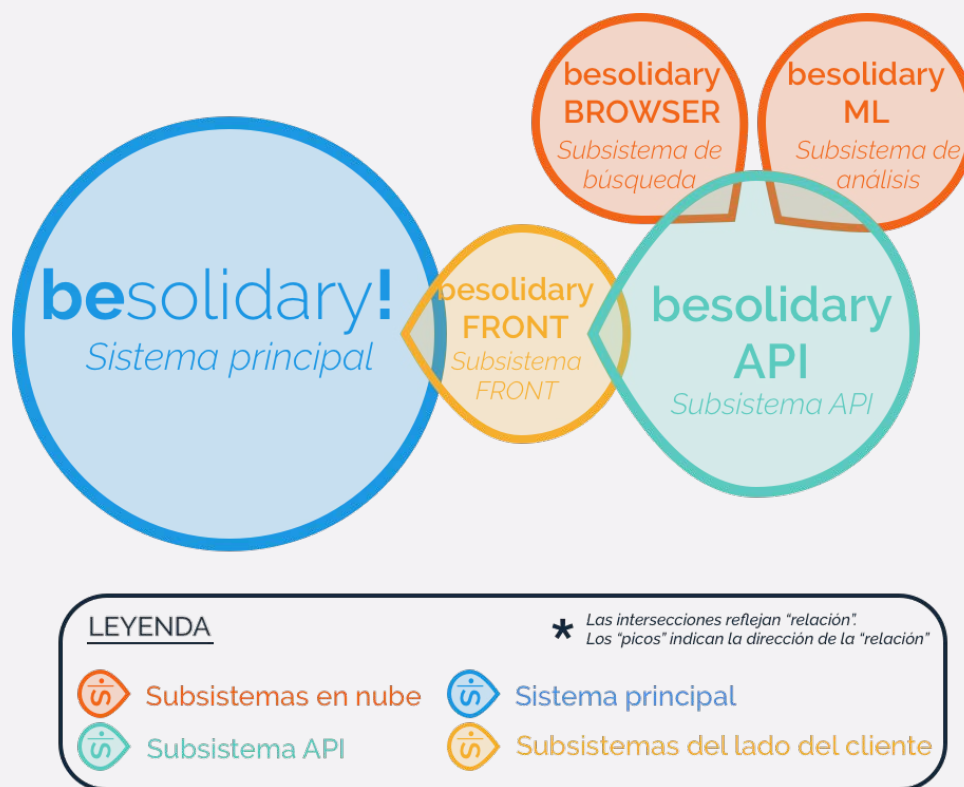 besolidary
BROWSER
Subsistema de
búsqueda
besolidary
ML
Subsistema de
análisis
besolidary!
Sistema principal
besolidary
FRONT
Subsistema
FRONT
besolidary
API
Subsistema API
LEYENDA
* Las intersecciones reflejan “relación”.
Los “picos” indican la dirección de la “relación”
Subsistemas en nube
Sistema principal
Subsistema API
Subsistemas del lado del cliente